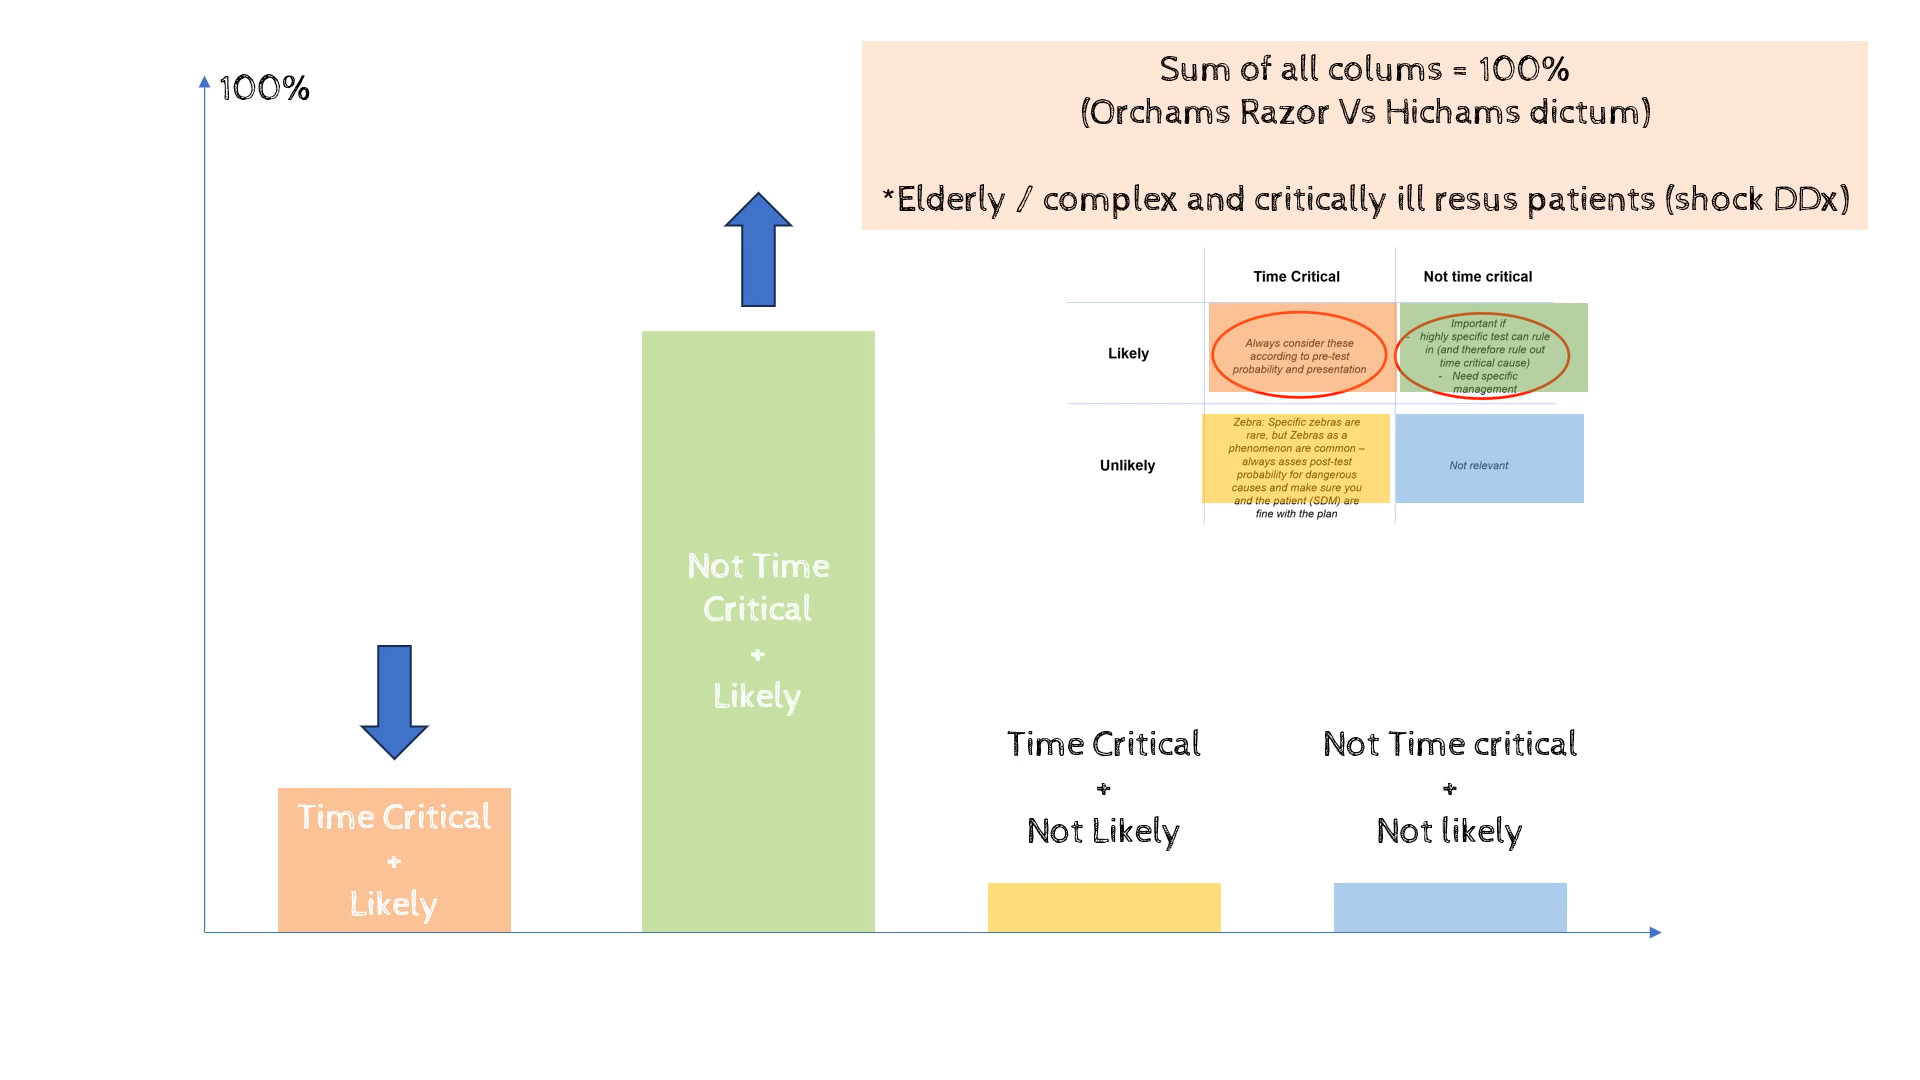 100%
Sum of all colums = 100%
(Orchams Razor Vs Hichams dictum)
*Elderly / complex and critically ill resus patients (shock DDx)
Time Critical
Not time critical
Likely
Always consider these
according to pre-test
probability and presentation
Important if
- highly specific test can rule
in (and therefore rule out
time critical cause)
- Need specific
management
Unlikely
Zebra: Specific zebras are
rare, but Zebras as a
phenomenon are common –
always asses post-test
probability for dangerous
causes and make sure you
and the patient (SDM) are
fine with the plan
Not relevant
Time Critical
+
Likely
Not Time
Critical
+
Likely
Time Critical
+
Not Likely
Not Time critical
+
Not likely